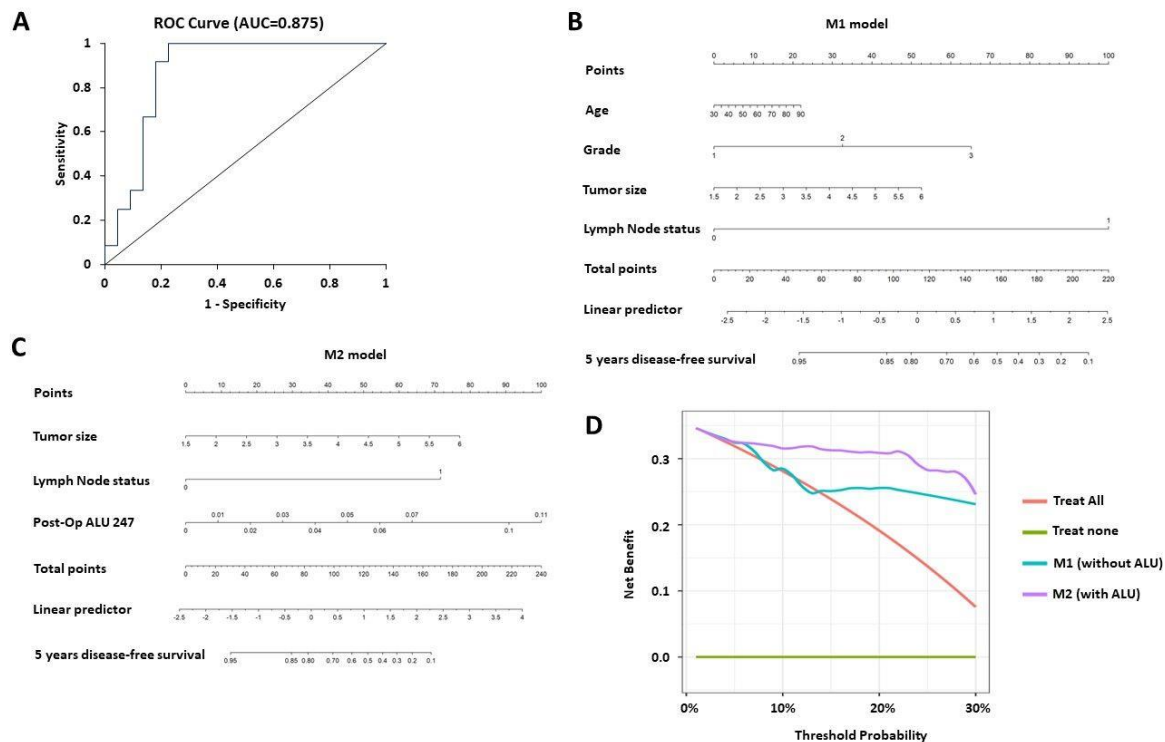 A
ROC Curve (AUC=0.875)
1
0.8
0.6
0.4
0.2
0
Sensitivity
0 0.2 0.4 0.6 0.8 1
1 - Specificity
B
M1 model
Points
0 10 20 30 40 50 60 70 80 90 100
Age
30 40 50 60 70 80 90
Grade
2
1 3
Tumor size
1.5 2 2.5 3 3.5 4 4.5 5 5.5 6
Lymph Node status
1
0
Total points
0 20 40 60 80 100 120 140 160 180 200 220
Linear predictor
-2.5 -2 -1.5 -1 -0.5 0 0.5 1 1.5 2 2.5
5 years disease-free survival
0.95 0.85 0.80 0.70 0.6 0.5 0.4 0.3 0.2 0.1
C
M2 model
Points
0 10 20 30 40 50 60 70 80 90 100
Tumor size
1.5 2 2.5 3 3.5 4 4.5 5 5.5 6
Lymph Node status
1
0
Post-Op ALU 247
0.01 0.03 0.05 0.07 0.11
0 0.02 0.04 0.06 0.1
Total points
0 20 40 60 80 100 120 140 160 180 200 220 240
Linear predictor
-2.5 -2 -1.5 -1 -0.5 0 0.5 1 1.5 2 2.5 3 3.5 4
5 years disease-free survival
0.95 0.85 0.80 0.70 0.6 0.5 0.4 0.3 0.2 0.1
D
0.3
0.2
0.1
0.0
Net Benefit
0% 10% 20% 30%
Threshold Probability
Treat All
Treat none
M1 (without ALU)
M2 (with ALU)